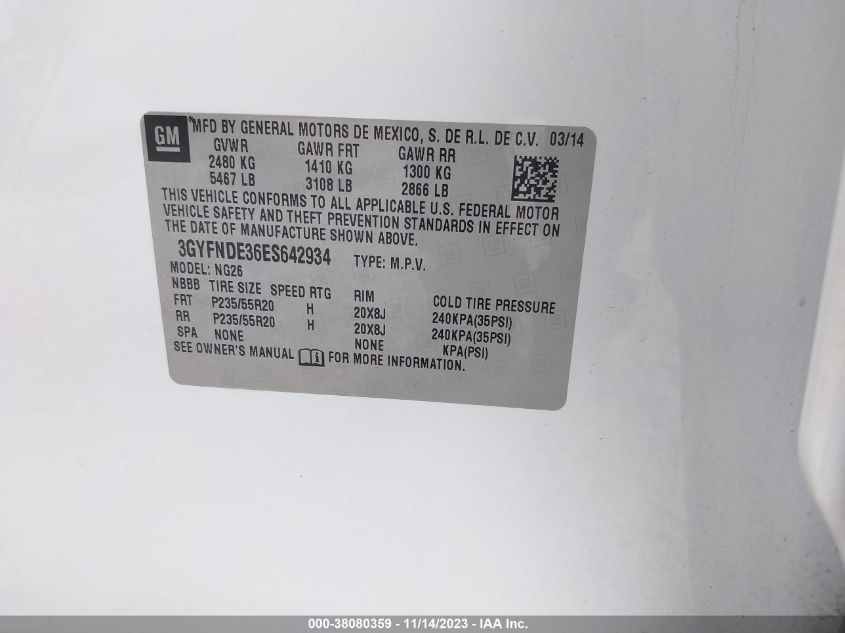 GM
MFD BY GENERAL MOTORS DE MEXICO, S. DE R.L. DE C.V. 03/14
GVWR GAWR FRT GAWR RR
2480 KG 1410 KG 1300 KG
5467 LB 3108 LB 2866 LB
THIS VEHICLE CONFORMS TO ALL APPLICABLE U.S. FEDERAL MOTOR
VEHICLE SAFETY AND THEFT PREVENTION STANDARDS IN EFFECT ON
THE DATE OF MANUFACTURE SHOWN ABOVE.
3GYFNDE36ES642934 TYPE: M.P.V.
MODEL: NG26
NBBB TIRE SIZE SPEED RTG RIM COLD TIRE PRESSURE
FRT P235/55R20 H 20X8J 240KPA(35PSI)
RR P235/55R20 H 20X8J 240KPA(35PSI)
SPA NONE NONE KPA(PSI)
SEE OWNER'S MANUAL FOR MORE INFORMATION.
000-38080359 - 11/14/2023 - IAA Inc.